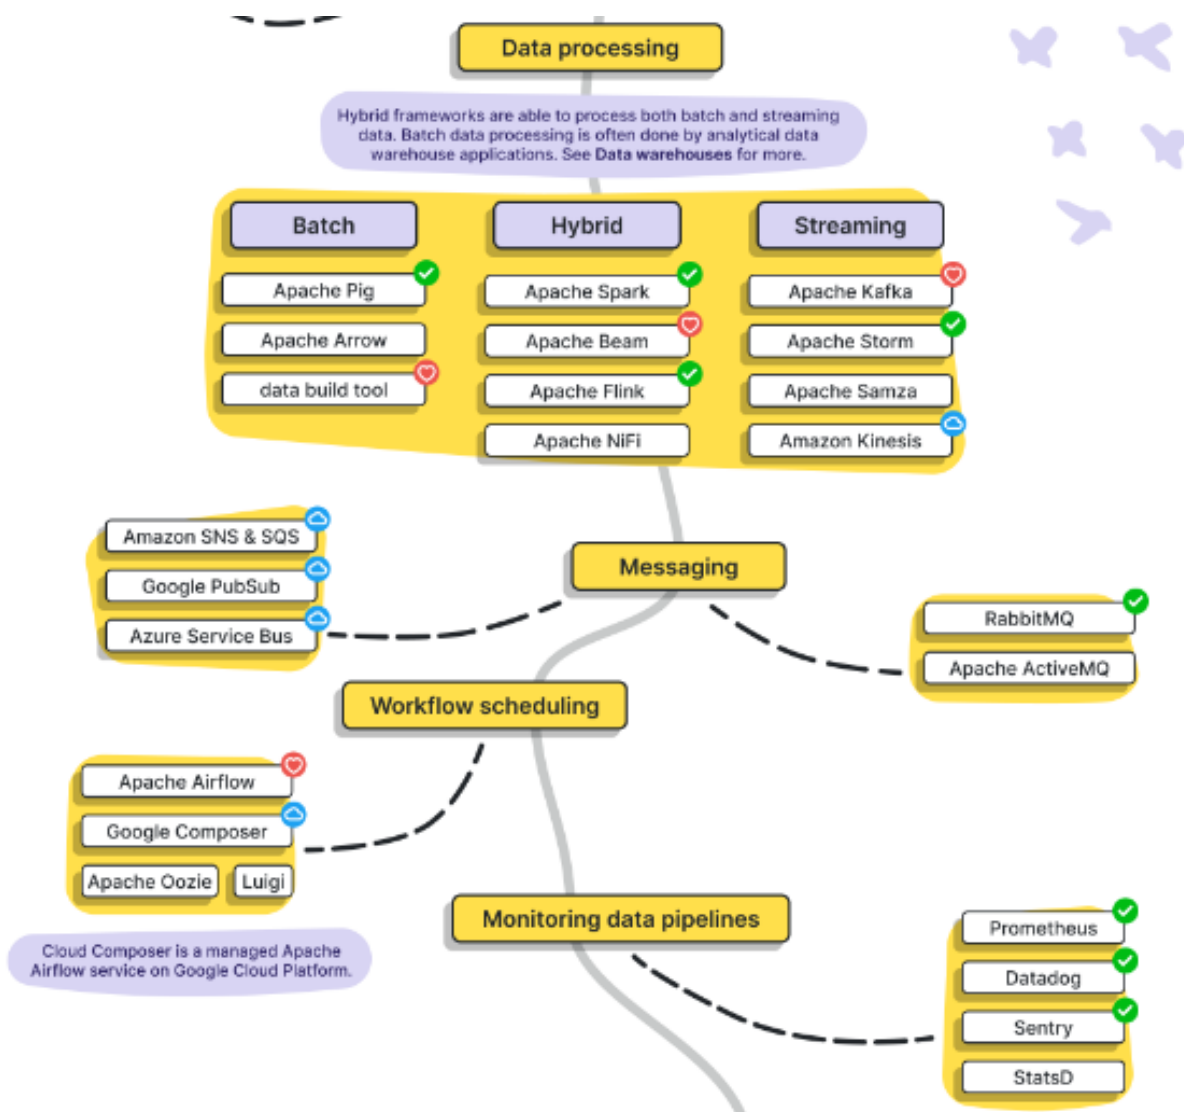 Data processing
Hybrid frameworks are able to process both batch and streaming
data. Batch data processing is often done by analytical data
warehouse applications. See Data warehouses for more.
Batch
Apache Pig
Apache Arrow
data build tool
Hybrid
Apache Spark
Apache Beam
Apache Flink
Apache NiFi
Streaming
Apache Kafka
Apache Storm
Apache Samza
Amazon Kinesis
Messaging
Amazon SNS & SQS
Google PubSub
Azure Service Bus
RabbitMQ
Apache ActiveMQ
Workflow scheduling
Apache Airflow
Google Composer
Apache Oozie
Luigi
Cloud Composer is a managed Apache
Airflow service on Google Cloud Platform.
Monitoring data pipelines
Prometheus
Datadog
Sentry
StatsD